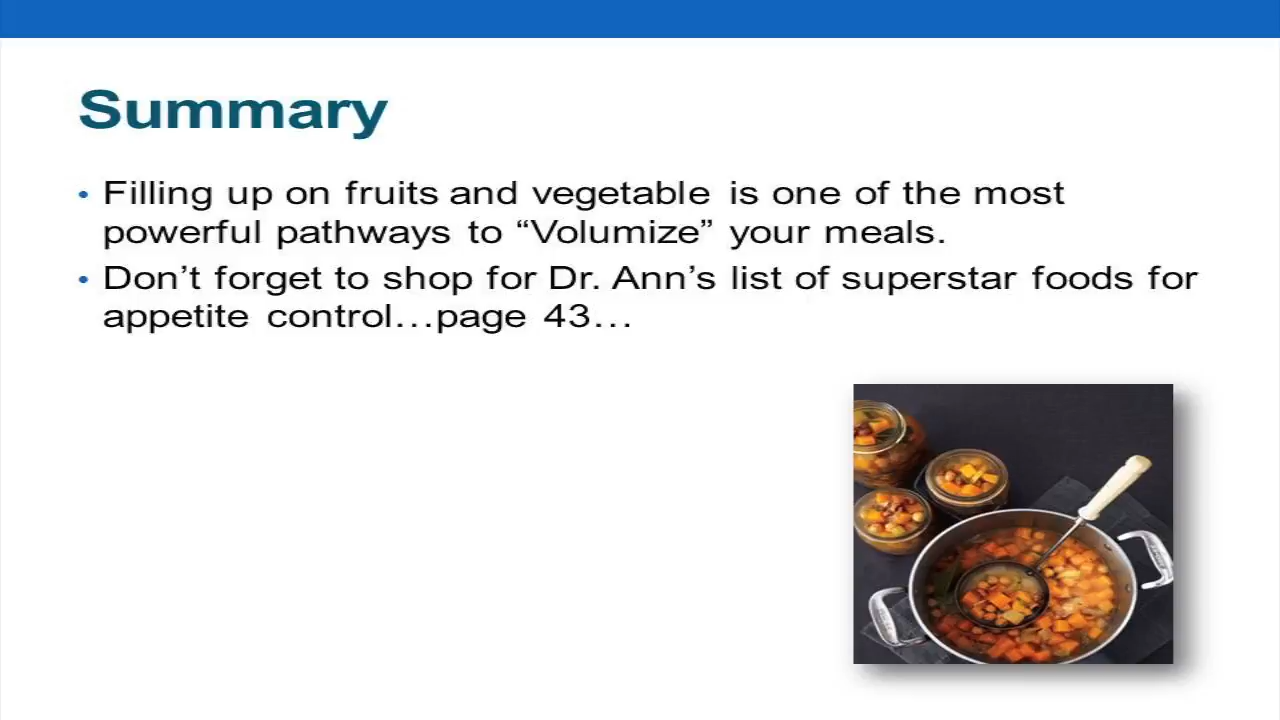 Summary
• Filling up on fruits and vegetable is one of the most
powerful pathways to “Volumize” your meals.
• Don’t forget to shop for Dr. Ann’s list of superstar foods for
appetite control…page 43…